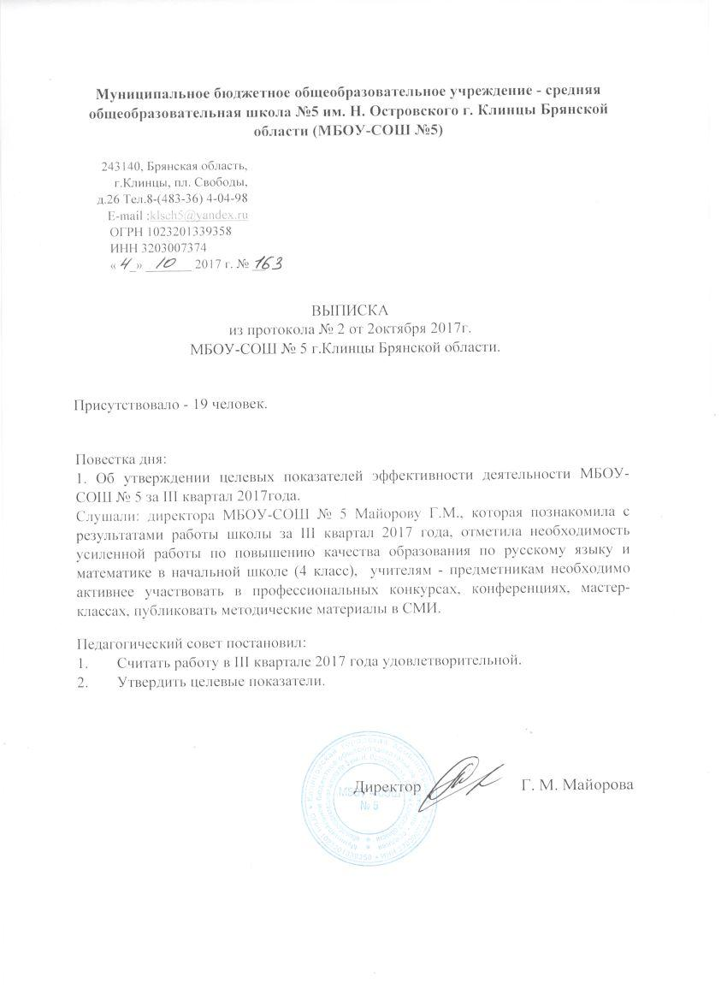 Муниципальное бюджетное общеобразовательное учреждение - средняя
общеобразовательная школа №5 им. Н. Островского г. Клинцы Брянской
области (МБОУ-СОШ №5)
243140, Брянская область,
г.Клинцы, пл. Свободы,
д.26 Тел.8-(483-36) 4-04-98
E-mail :klsch5@yandex.ru
ОГРН 1023201339358
ИНН 3203007374
« 4 » 10 2017 г. № 163
ВЫПИСКА
из протокола № 2 от 2октября 2017г.
МБОУ-СОШ № 5 г.Клинцы Брянской области.
Присутствовало - 19 человек.
Повестка дня:
1. Об утверждении целевых показателей эффективности деятельности МБОУ-
СОШ № 5 за III квартал 2017года.
Слушали: директора МБОУ-СОШ № 5 Майорову Г.М., которая познакомила с
результатами работы школы за III квартал 2017 года, отметила необходимость
усиленной работы по повышению качества образования по русскому языку и
математике в начальной школе (4 класс), учителям - предметникам необходимо
активнее участвовать в профессиональных конкурсах, конференциях, мастер-
классах, публиковать методические материалы в СМИ.
Педагогический совет постановил:
1. Считать работу в III квартале 2017 года удовлетворительной.
2. Утвердить целевые показатели.
Директор Г. М. Майорова
№ 5